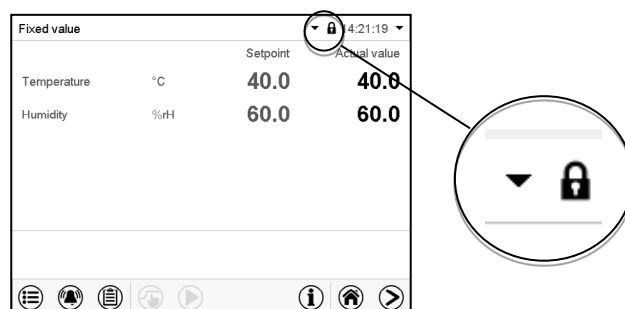 Fixed value 14:21:19
Setpoint Actual value
Temperature °C 40.0 40.0
Humidity %rH 60.0 60.0